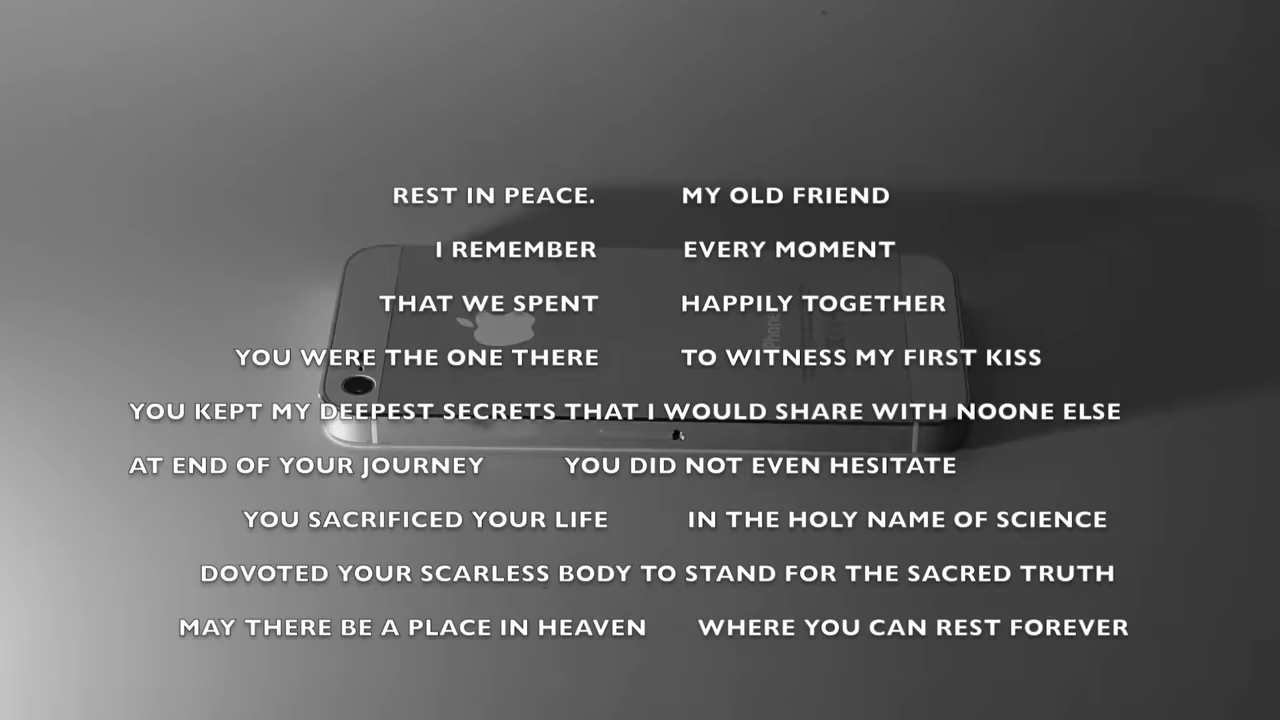 REST IN PEACE. MY OLD FRIEND
I REMEMBER EVERY MOMENT
THAT WE SPENT HAPPILY TOGETHER
iPhone
YOU WERE THE ONE THERE TO WITNESS MY FIRST KISS
YOU KEPT MY DEEPEST SECRETS THAT I WOULD SHARE WITH NOONE ELSE
AT END OF YOUR JOURNEY YOU DID NOT EVEN HESITATE
YOU SACRIFICED YOUR LIFE IN THE HOLY NAME OF SCIENCE
DOVOTED YOUR SCARLESS BODY TO STAND FOR THE SACRED TRUTH
MAY THERE BE A PLACE IN HEAVEN WHERE YOU CAN REST FOREVER